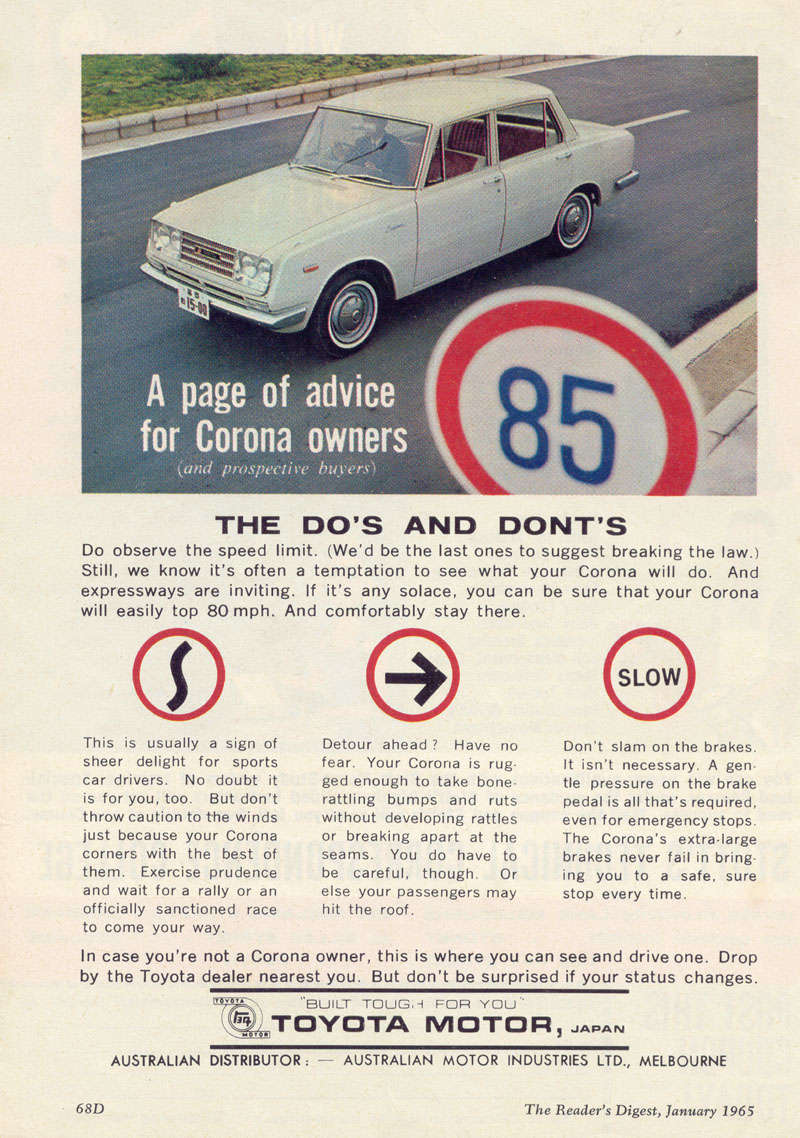 15-00
85
A page of advice
for Corona owners
(and prospective buyers)
THE DO'S AND DONT'S
Do observe the speed limit. (We'd be the last ones to suggest breaking the law.)
Still, we know it's often a temptation to see what your Corona will do. And
expressways are inviting. If it's any solace, you can be sure that your Corona
will easily top 80 mph. And comfortably stay there.
This is usually a sign of
sheer delight for sports
car drivers. No doubt it
is for you, too. But don't
throw caution to the winds
just because your Corona
corners with the best of
them. Exercise prudence
and wait for a rally or an
officially sanctioned race
to come your way.
Detour ahead? Have no
fear. Your Corona is rug-
ged enough to take bone-
rattling bumps and ruts
without developing rattles
or breaking apart at the
seams. You do have to
be careful, though. Or
else your passengers may
hit the roof.
SLOW
Don't slam on the brakes.
It isn't necessary. A gen-
tle pressure on the brake
pedal is all that's required,
even for emergency stops.
The Corona's extra-large
brakes never fail in bring-
ing you to a safe, sure
stop every time.
In case you're not a Corona owner, this is where you can see and drive one. Drop
by the Toyota dealer nearest you. But don't be surprised if your status changes.
TOYOTA
MOTOR
"BUILT TOUGH FOR YOU"
TOYOTA MOTOR, JAPAN
AUSTRALIAN DISTRIBUTOR: — AUSTRALIAN MOTOR INDUSTRIES LTD., MELBOURNE
68D
The Reader's Digest, January 1965